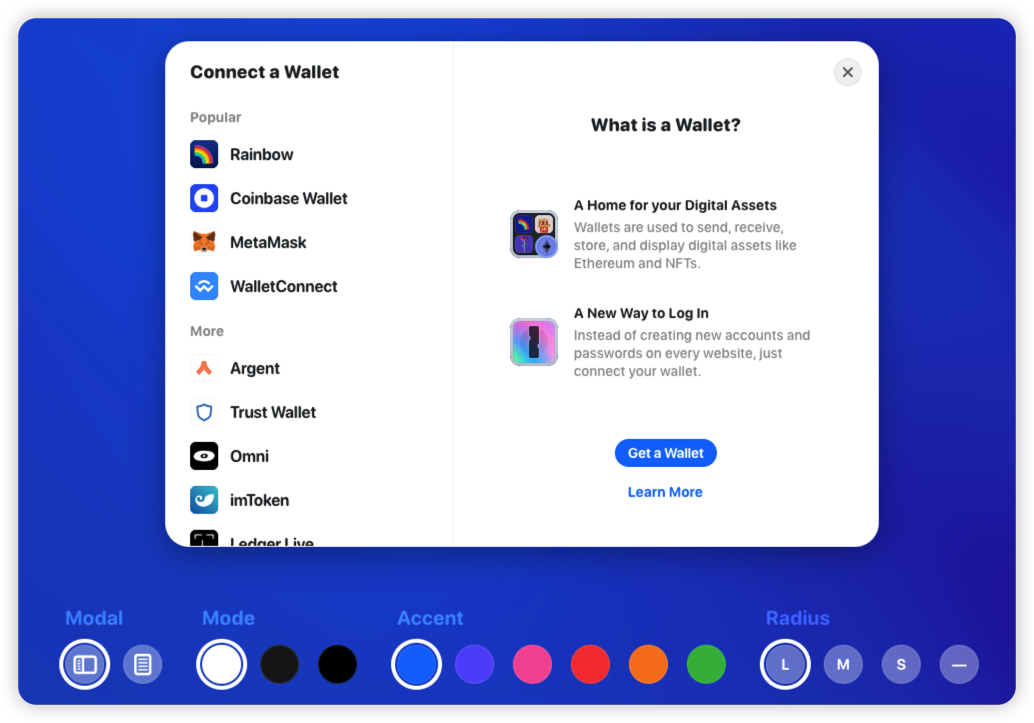 Connect a Wallet
Popular
Rainbow
Coinbase Wallet
MetaMask
WalletConnect
More
Argent
Trust Wallet
Omni
imToken
Ledger Live
What is a Wallet?
A Home for your Digital Assets
Wallets are used to send, receive,
store, and display digital assets like
Ethereum and NFTs.
A New Way to Log In
Instead of creating new accounts and
passwords on every website, just
connect your wallet.
Get a Wallet
Learn More
Modal
Mode
Accent
Radius
L M S —